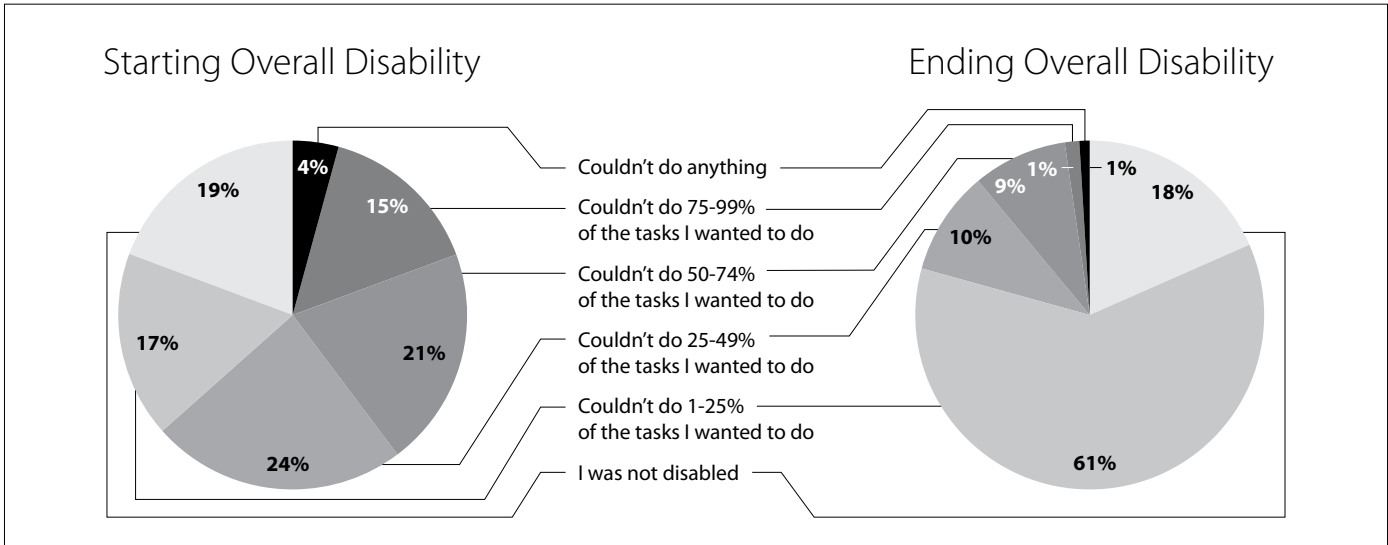 Starting Overall Disability
Ending Overall Disability
4%
15%
21%
24%
17%
19%
Couldn't do anything
Couldn't do 75-99%
of the tasks I wanted to do
Couldn't do 50-74%
of the tasks I wanted to do
Couldn't do 25-49%
of the tasks I wanted to do
Couldn't do 1-25%
of the tasks I wanted to do
I was not disabled
1%
1%
9%
10%
18%
61%